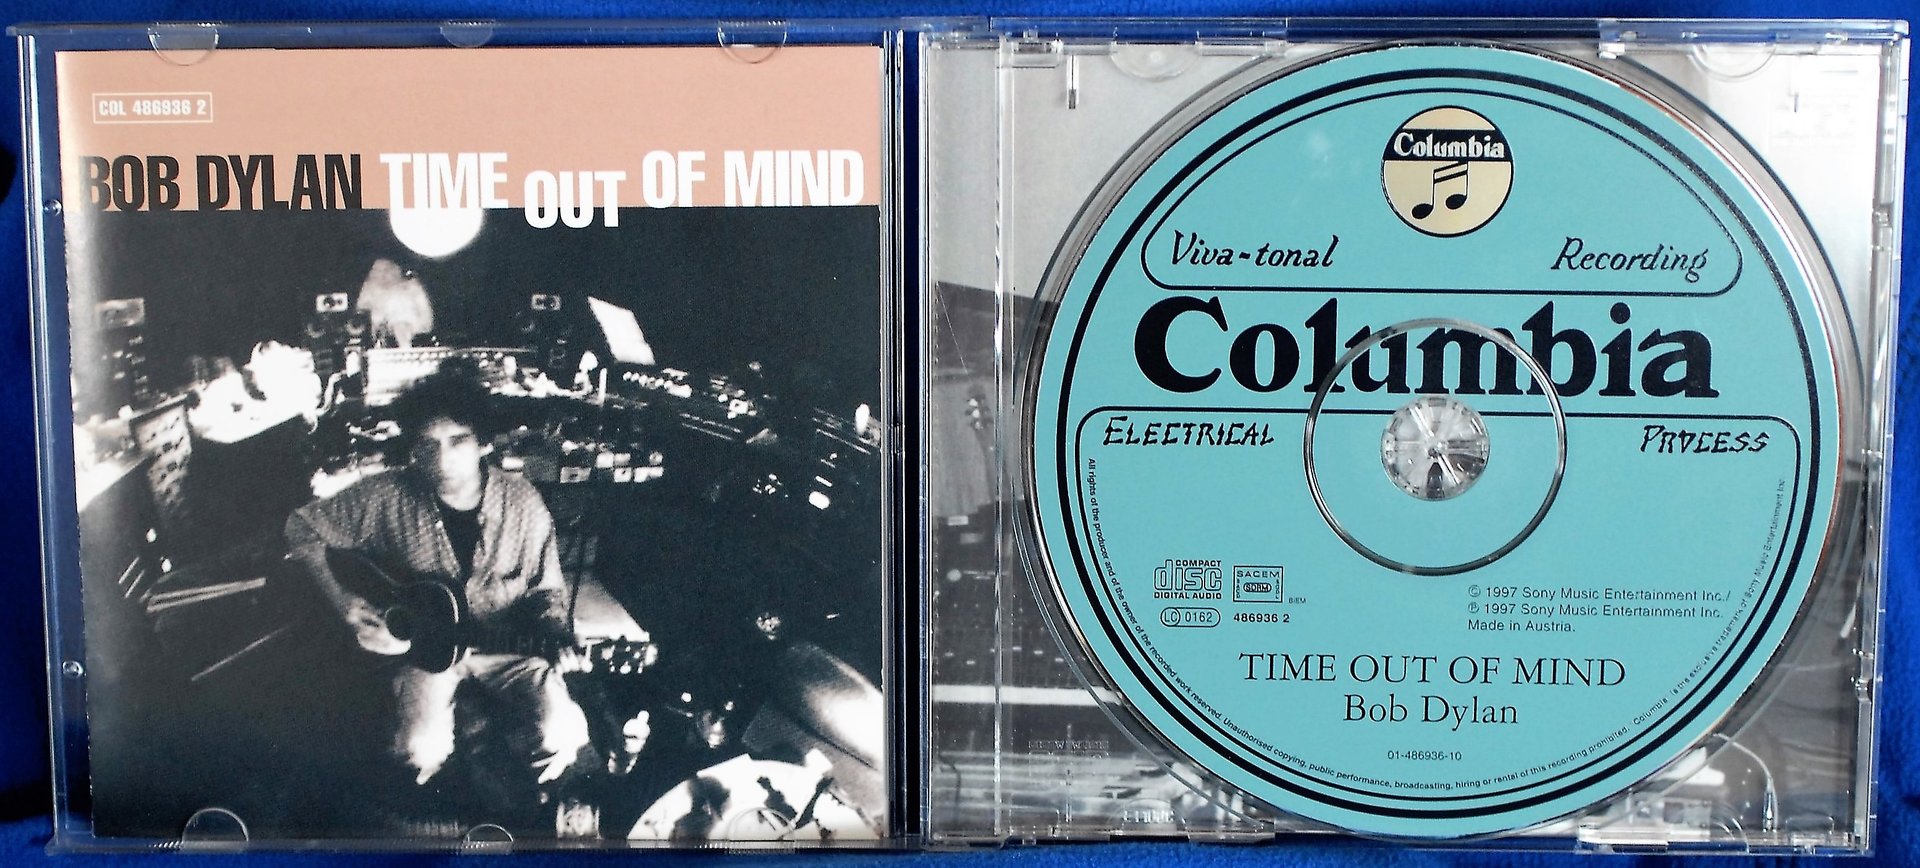 COL 486936 2
BOB DYLAN TIME OUT OF MIND
Columbia
Viva-tonal Recording
Columbia
ELECTRICAL PROCESS
COMPACT
disc
DIGITAL AUDIO
SACEM
BIEM
LC 0162
486936 2
© 1997 Sony Music Entertainment Inc./
℗ 1997 Sony Music Entertainment Inc.
Made in Austria.
TIME OUT OF MIND
Bob Dylan
01-486936-10
All rights of the producer and of the owner of the recorded work reserved. Unauthorised copying, public performance, broadcasting, hiring or rental of this recording prohibited. Columbia is the exclusive trademark of Sony Music Entertainment Inc.